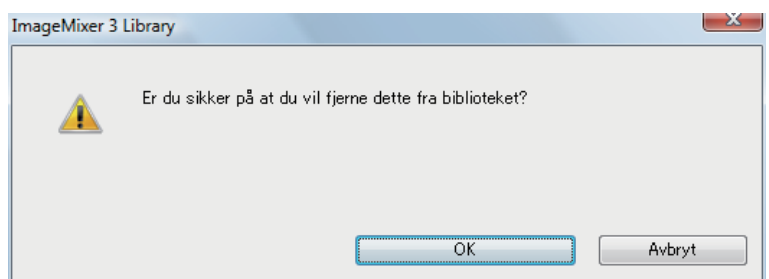 ImageMixer 3 Library
Er du sikker på at du vil fjerne dette fra biblioteket?
OK
Avbryt